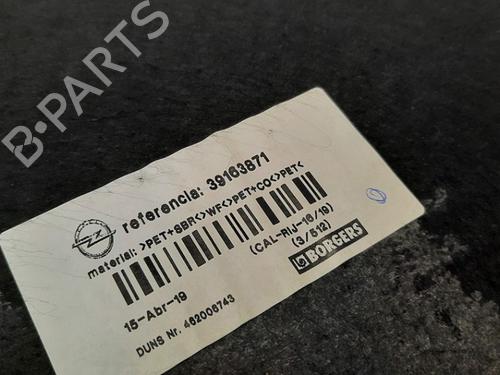 B-PARTS
referencia: 39163871
material: >PET+SBR<>WF<>PET+CO<>PET<
(CAL-RIJ-16/19)
(3/512)
15-Abr-19
BORGERS
DUNS Nr. 462006743